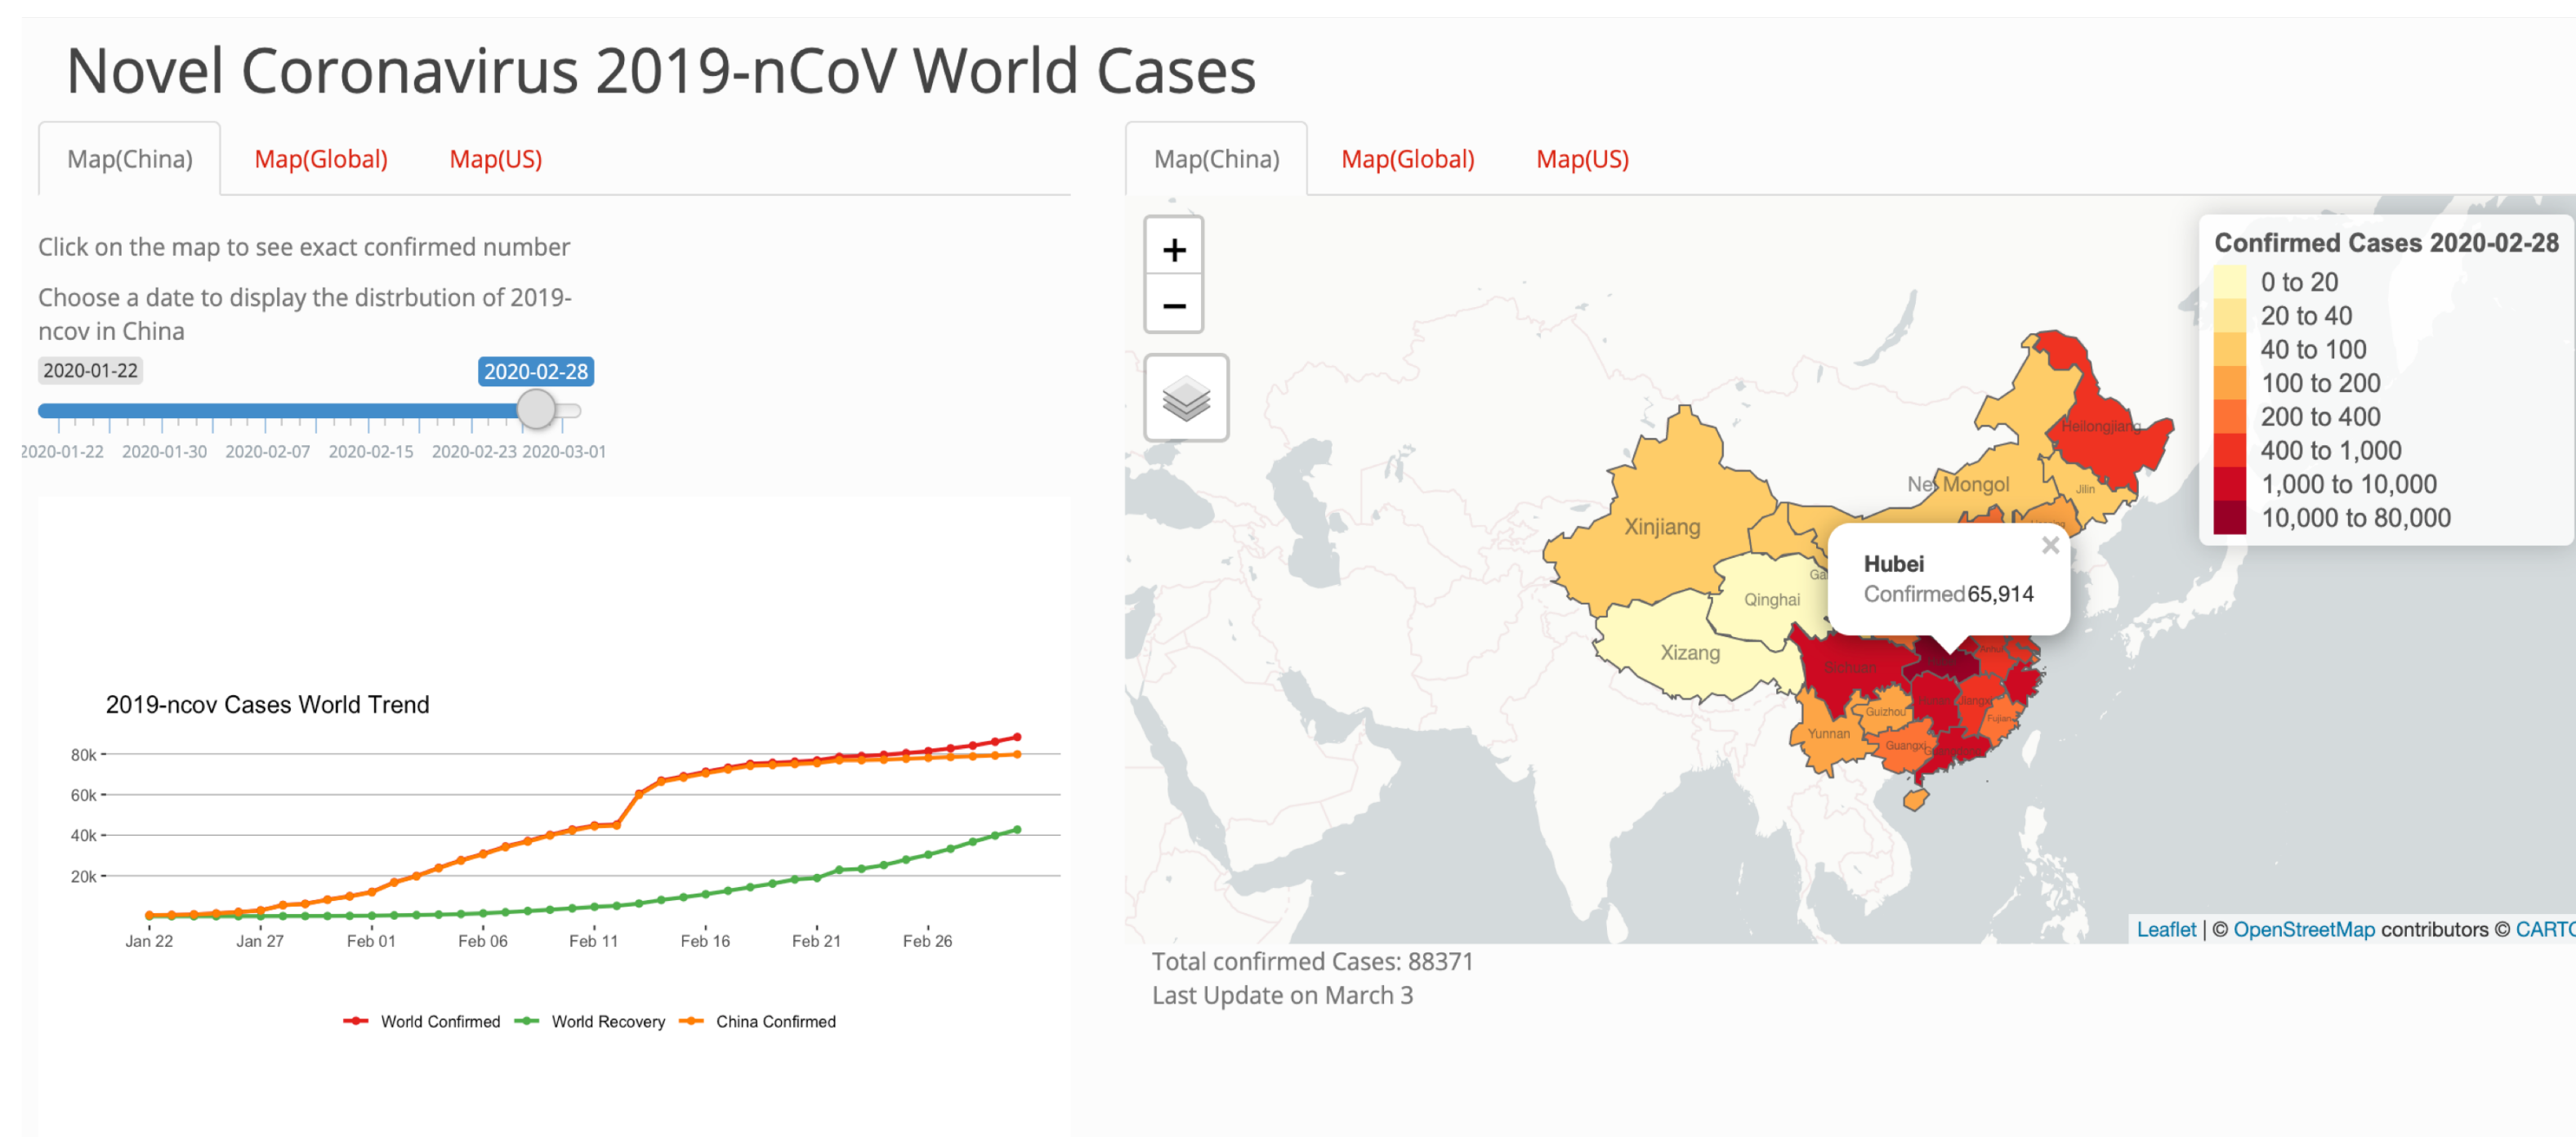 Novel Coronavirus 2019-nCoV World Cases
Map(China) Map(Global) Map(US)
Click on the map to see exact confirmed number
Choose a date to display the distrbution of 2019-
ncov in China
2020-01-22 2020-02-28
2020-01-22 2020-01-30 2020-02-07 2020-02-15 2020-02-23 2020-03-01
2019-ncov Cases World Trend
80k
60k
40k
20k
Jan 22 Jan 27 Feb 01 Feb 06 Feb 11 Feb 16 Feb 21 Feb 26
World Confirmed World Recovery China Confirmed
Map(China) Map(Global) Map(US)
+
−
Confirmed Cases 2020-02-28
0 to 20
20 to 40
40 to 100
100 to 200
200 to 400
400 to 1,000
1,000 to 10,000
10,000 to 80,000
Heilongjiang
Nei Mongol
Jilin
Xinjiang
Hubei
Confirmed 65,914
Qinghai
Xizang
Sichuan
Guizhou
Fujian
Yunnan
Guangxi
Leaflet | © OpenStreetMap contributors © CARTO
Total confirmed Cases: 88371
Last Update on March 3